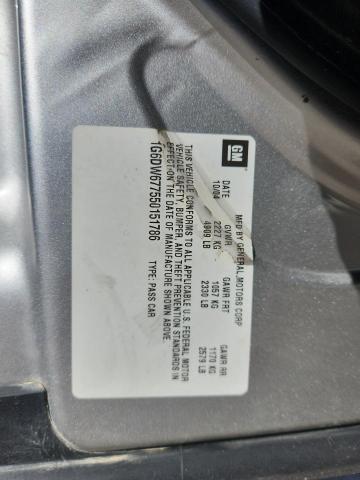 GM
MFD BY GENERAL MOTORS CORP
DATE GVWR GAWR FRT GAWR RR
10/04 2227 KG 1057 KG 1170 KG
4909 LB 2330 LB 2579 LB
THIS VEHICLE CONFORMS TO ALL APPLICABLE U.S. FEDERAL MOTOR
VEHICLE SAFETY, BUMPER, AND THEFT PREVENTION STANDARDS IN
EFFECT ON THE DATE OF MANUFACTURE SHOWN ABOVE.
1G6DW677550151786 TYPE: PASS CAR